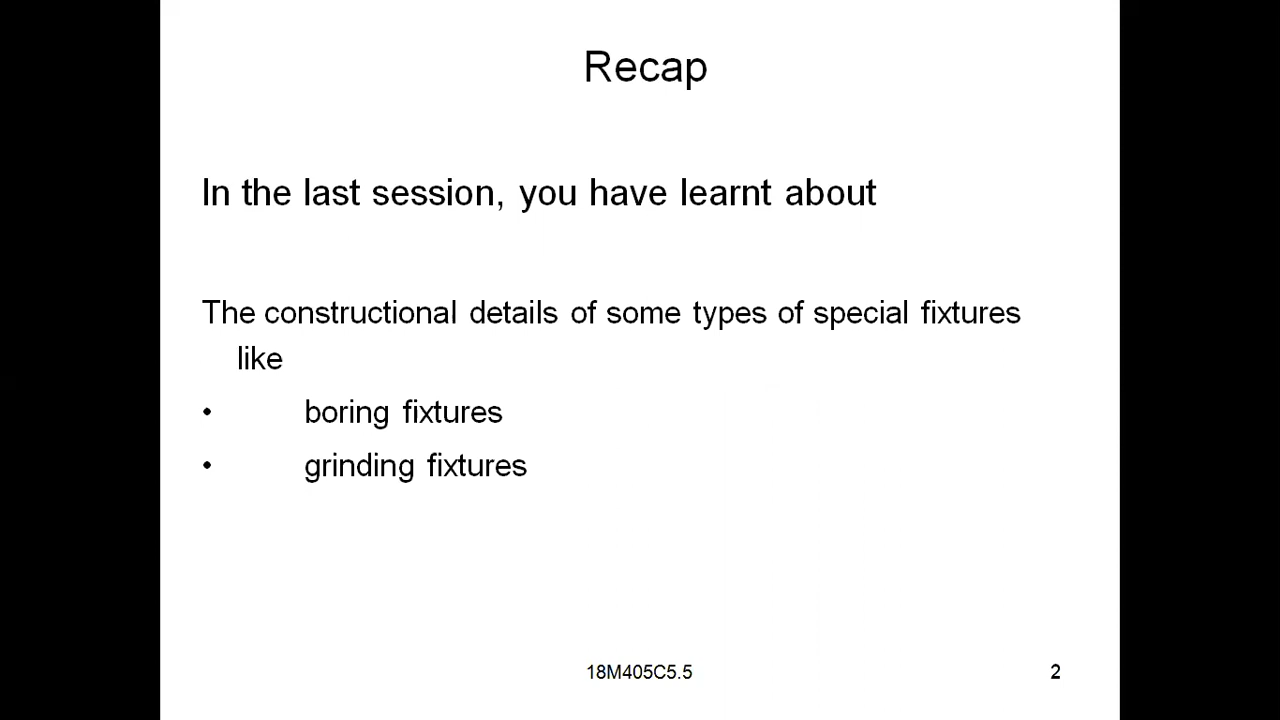 Recap
In the last session, you have learnt about
The constructional details of some types of special fixtures
like
• boring fixtures
• grinding fixtures
18M405C5.5
2